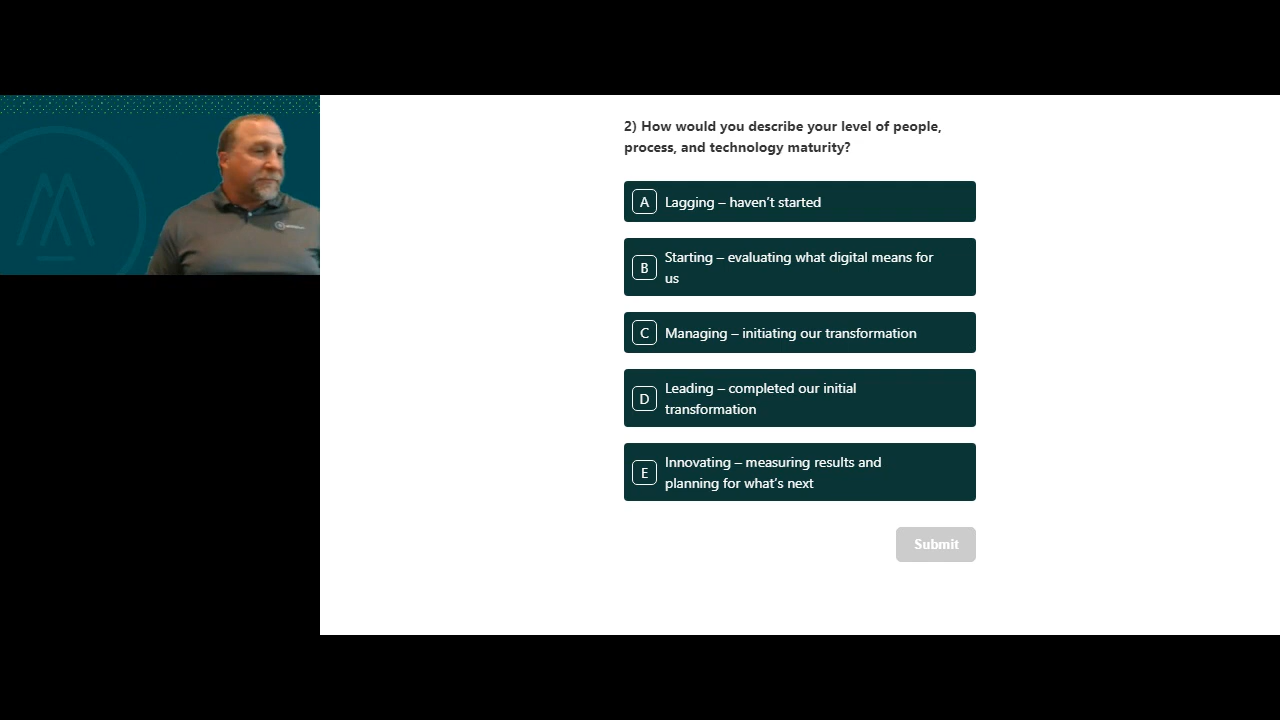 2) How would you describe your level of people,
process, and technology maturity?
A Lagging – haven’t started
B Starting – evaluating what digital means for
us
C Managing – initiating our transformation
D Leading – completed our initial
transformation
E Innovating – measuring results and
planning for what’s next
Submit